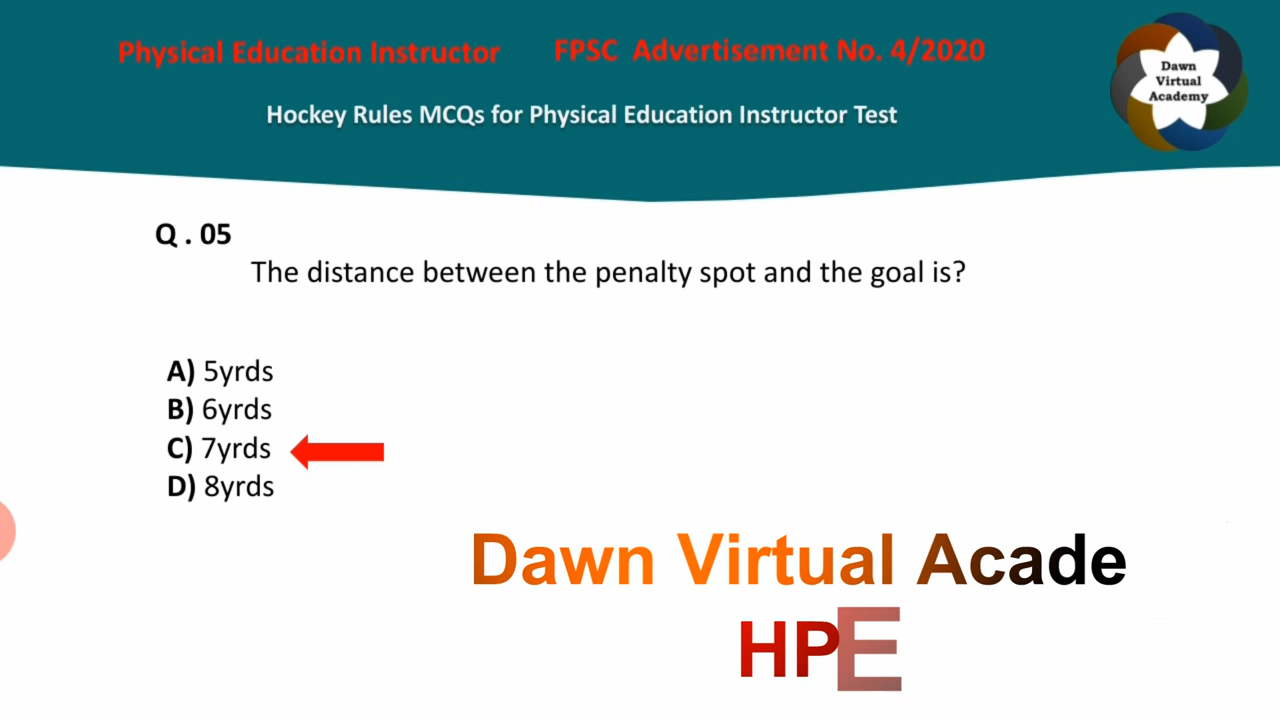 Physical Education Instructor FPSC Advertisement No. 4/2020
Hockey Rules MCQs for Physical Education Instructor Test
Dawn
Virtual
Academy
Q . 05
The distance between the penalty spot and the goal is?
A) 5yrds
B) 6yrds
C) 7yrds
D) 8yrds
Dawn Virtual Acade
HPE